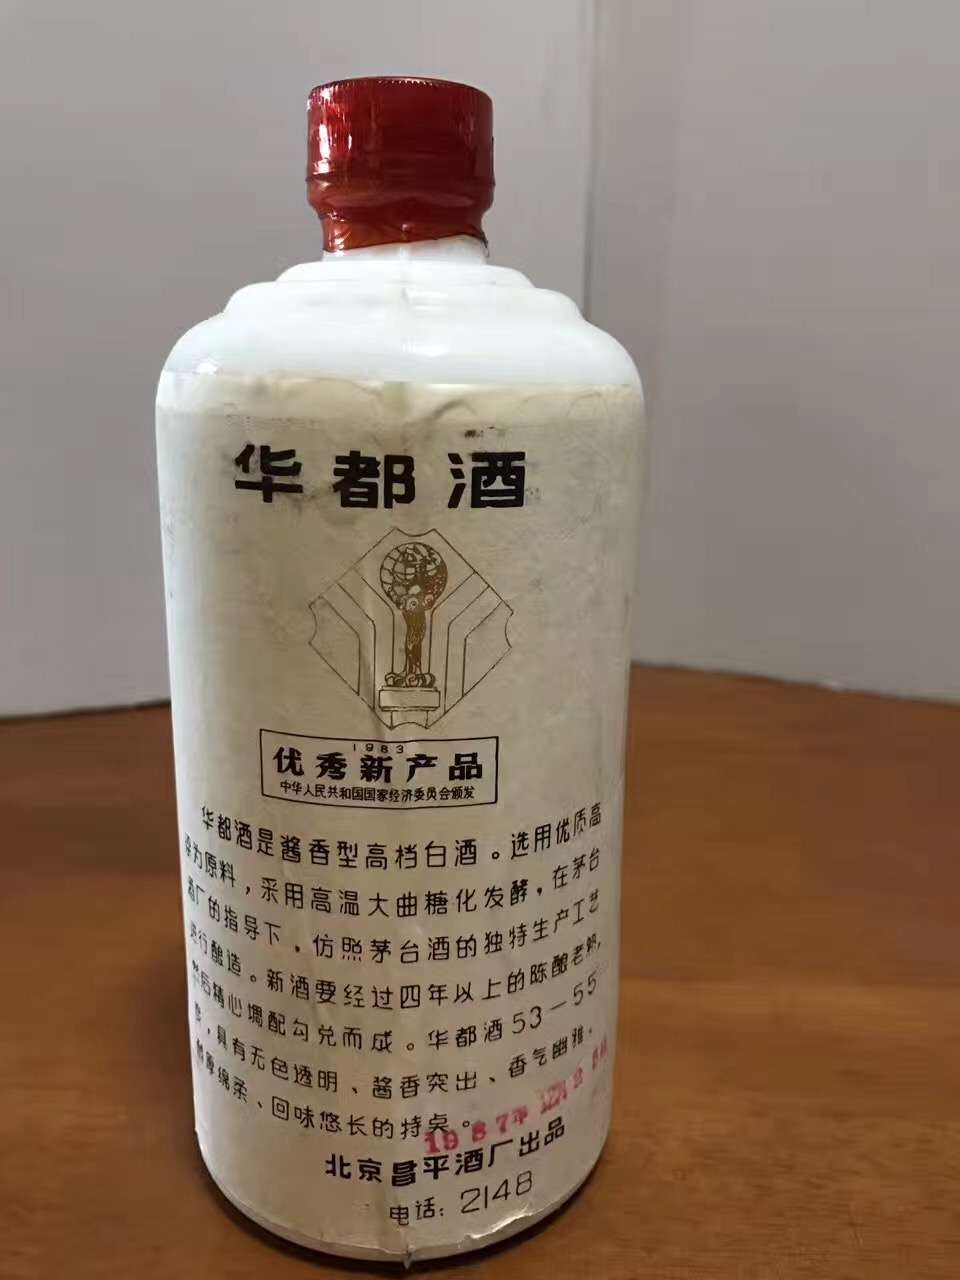 华都酒
1983
优秀新产品
中华人民共和国国家经济委员会颁发
华都酒是酱香型高档白酒。选用优质高
梁为原料，采用高温大曲糖化发酵，在茅台
酒厂的指导下，仿照茅台酒的独特生产工艺
进行酿造。新酒要经过四年以上的陈酿老熟，
然后精心调配勾兑而成。华都酒53—55
度，具有无色透明、酱香突出、香气幽雅、
醇厚绵柔、回味悠长的特点。
1987年
北京昌平酒厂出品
电话：2148